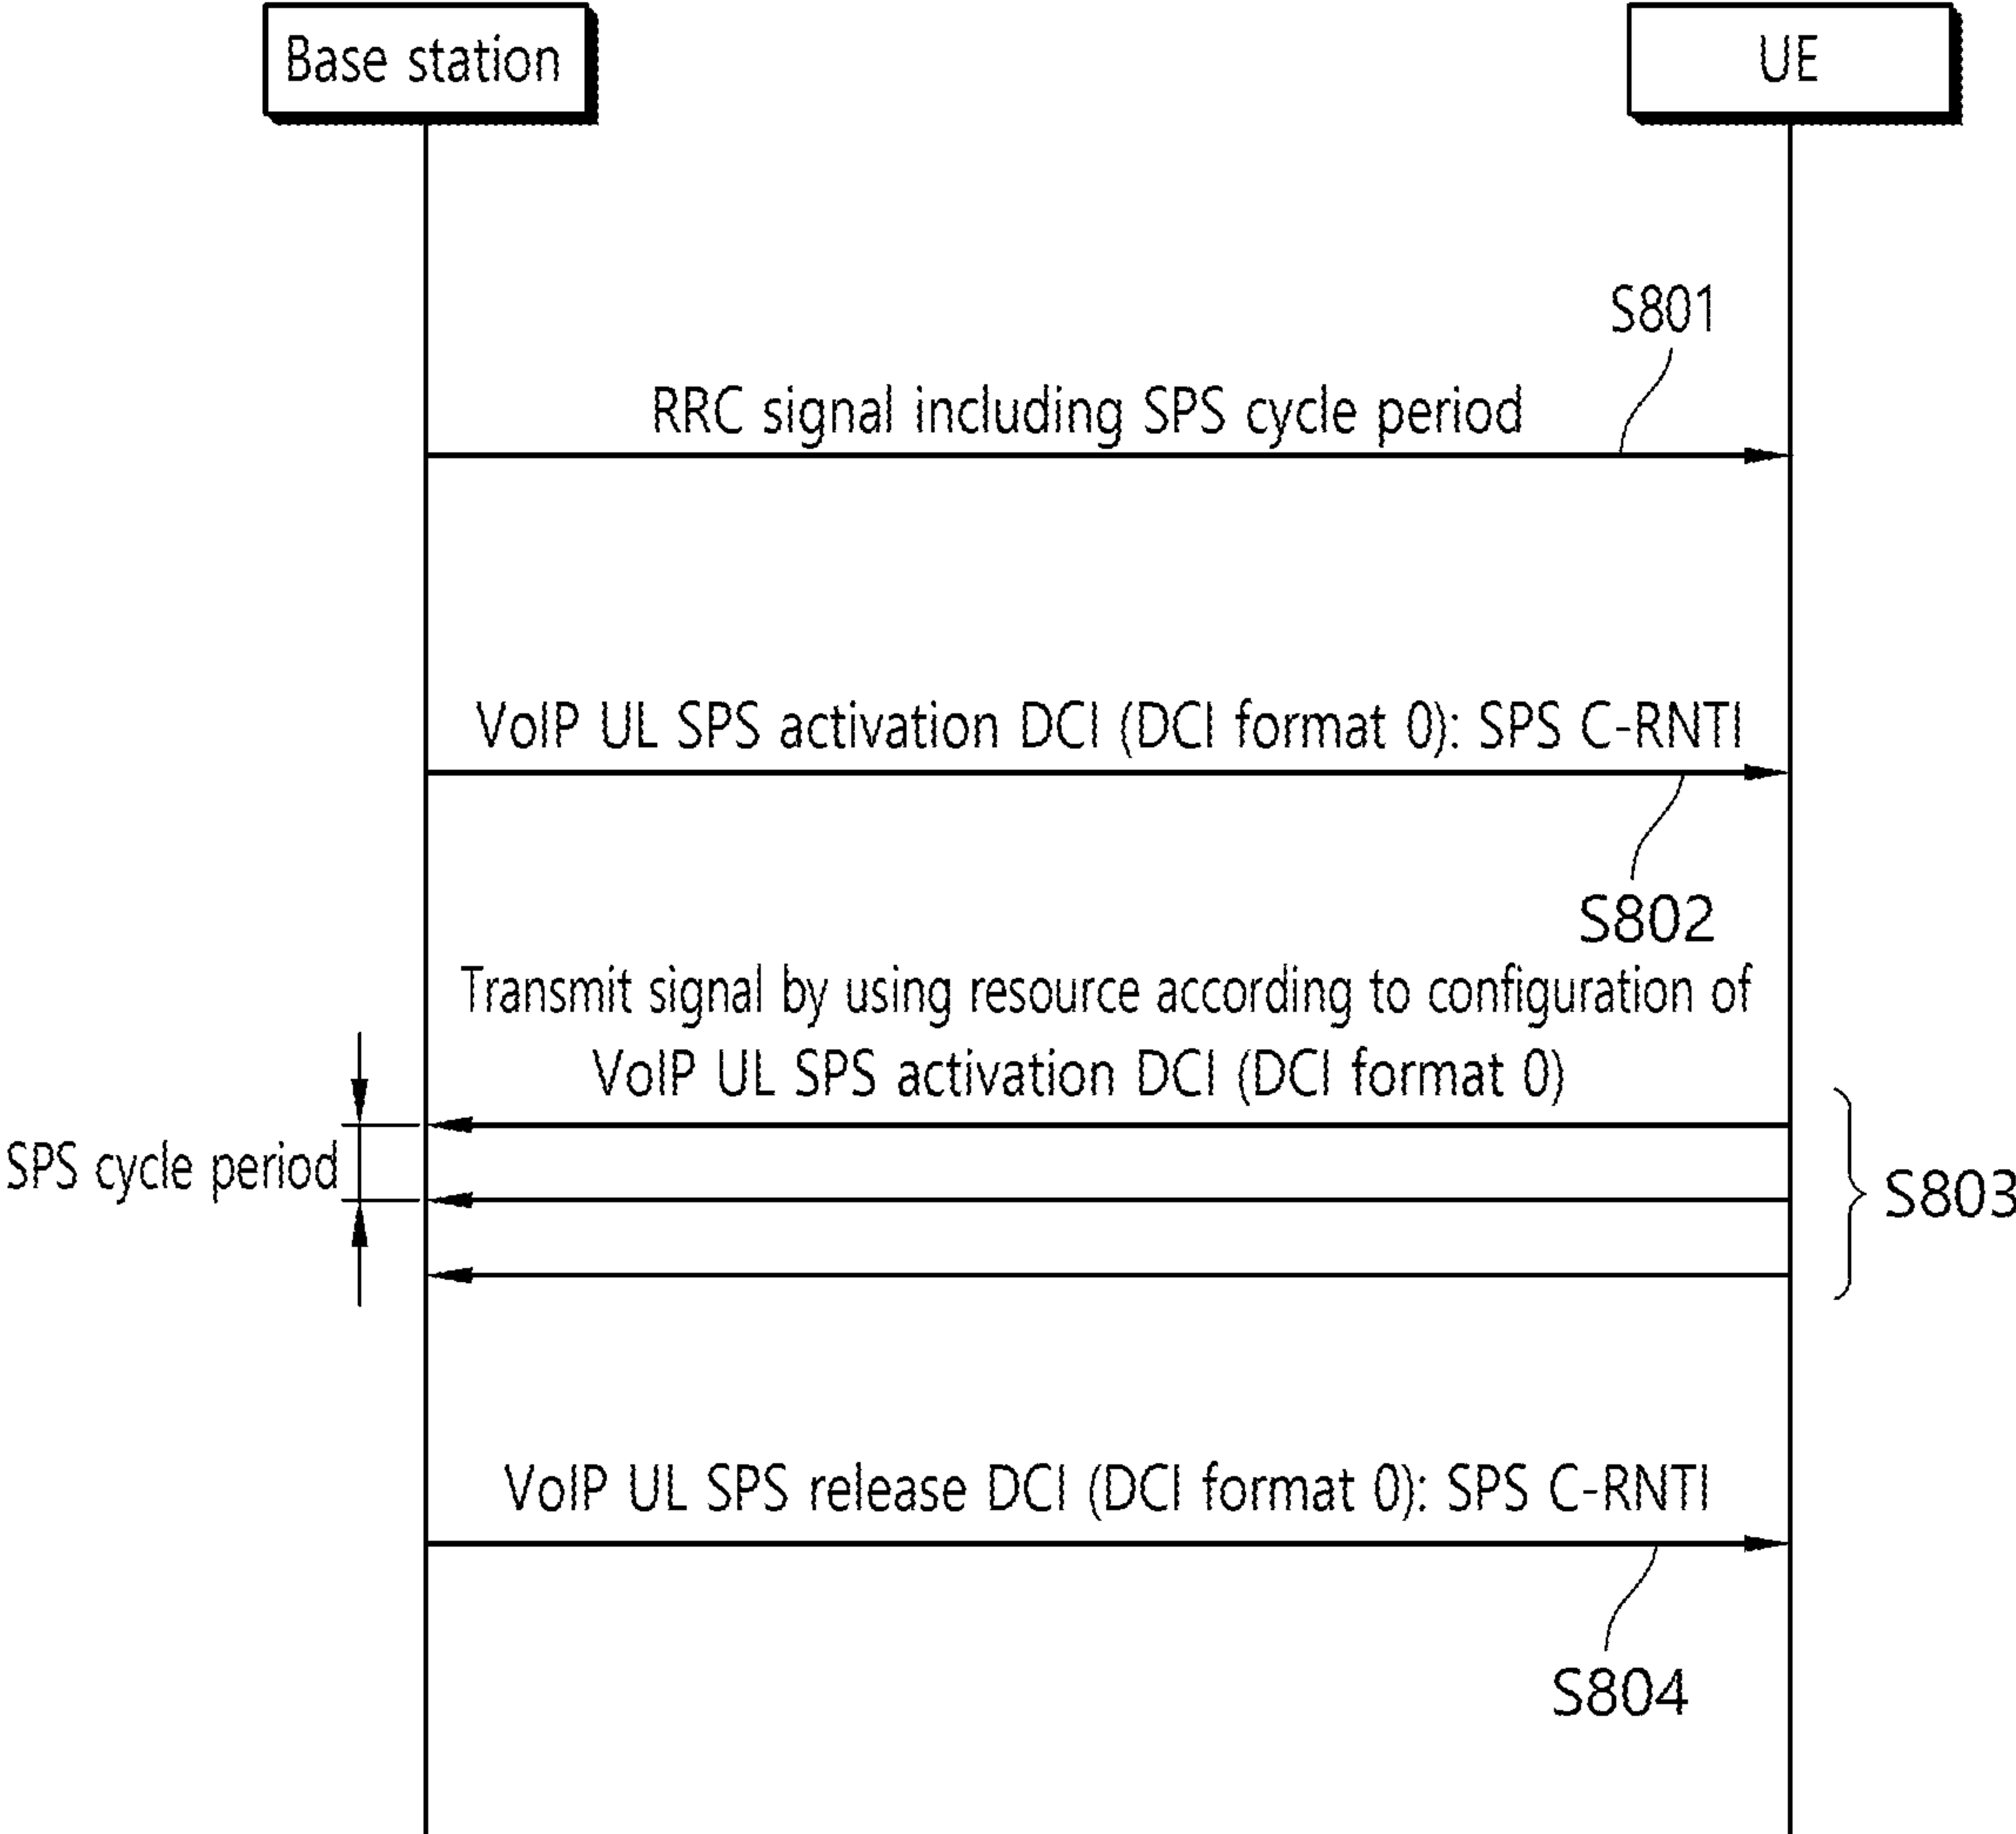 Base station
UE
S801
RRC signal including SPS cycle period
VoIP UL SPS activation DCI (DCI format 0): SPS C-RNTI
S802
Transmit signal by using resource according to configuration of
VoIP UL SPS activation DCI (DCI format 0)
SPS cycle period
S803
VoIP UL SPS release DCI (DCI format 0): SPS C-RNTI
S804